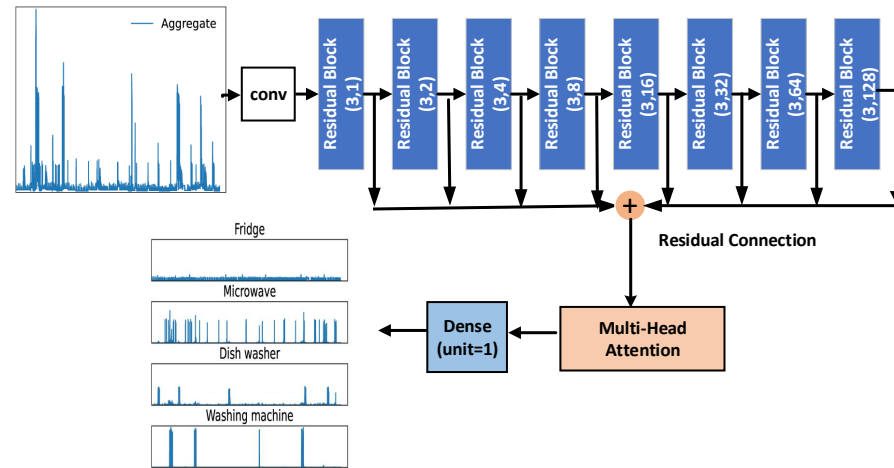 Aggregate
conv
Residual Block
(3,1)
Residual Block
(3,2)
Residual Block
(3,4)
Residual Block
(3,8)
Residual Block
(3,16)
Residual Block
(3,32)
Residual Block
(3,64)
Residual Block
(3,128)
+
Residual Connection
Fridge
Microwave
Dish washer
Washing machine
Dense
(unit=1)
Multi-Head
Attention